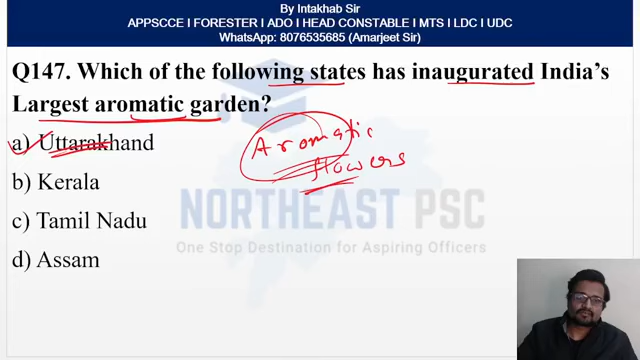 By Intakhab Sir
APPSCCE I FORESTER I ADO I HEAD CONSTABLE I MTS I LDC I UDC
WhatsApp: 8076535685 (Amarjeet Sir)
Q147. Which of the following states has inaugurated India's
Largest aromatic garden?
a) Uttarakhand
b) Kerala
c) Tamil Nadu
d) Assam
Aromatic
flowers
NORTHEAST PSC
One Stop Destination for Aspiring Officers